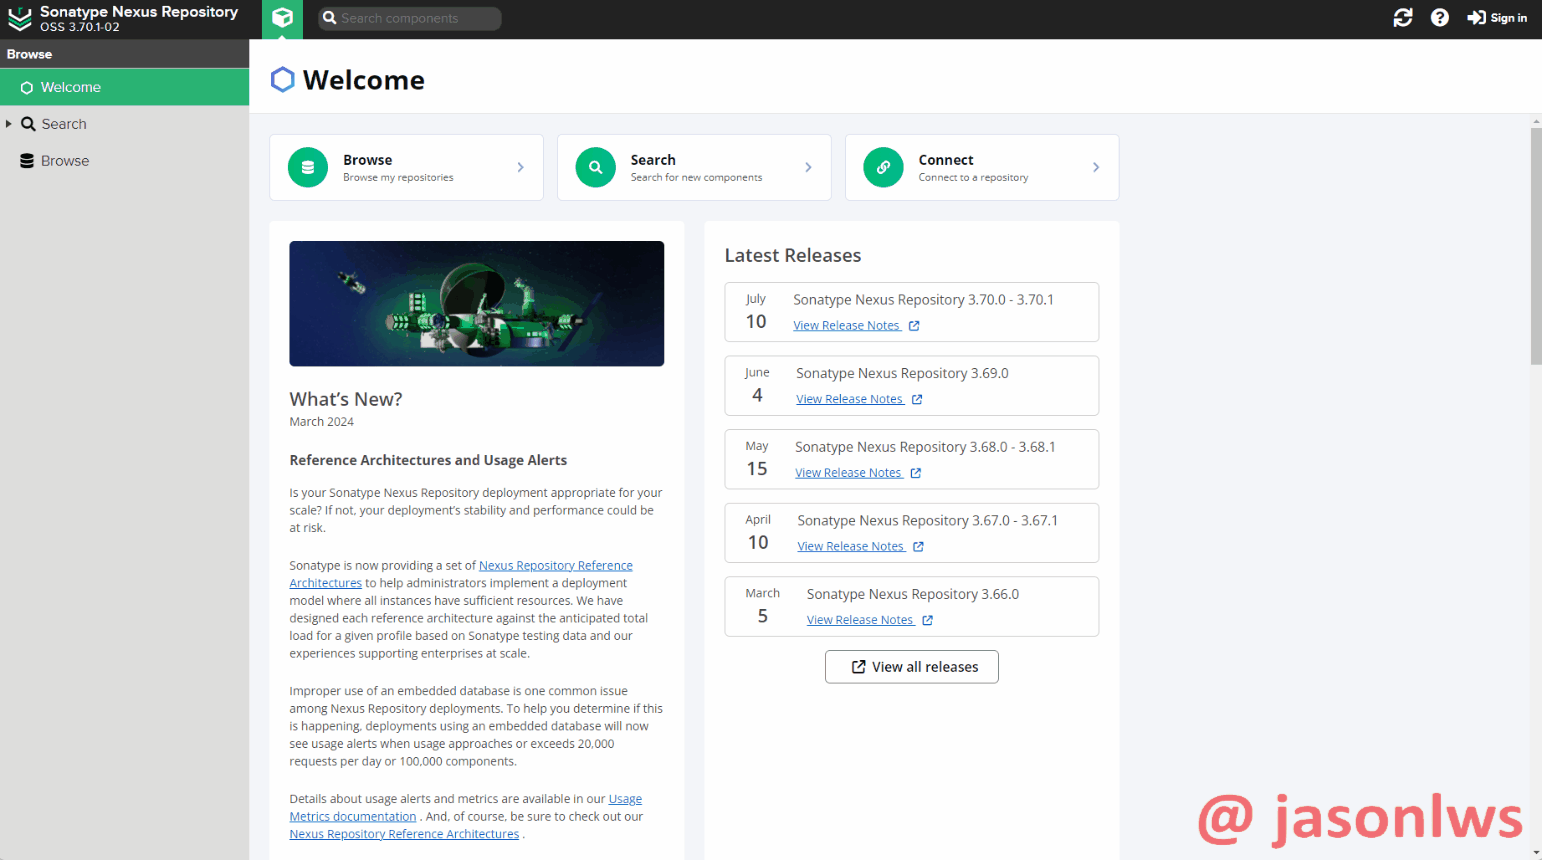 Sonatype Nexus Repository
OSS 3.70.1-02
Search components
Sign in
Browse
Welcome
Search
Browse
Welcome
Browse
Browse my repositories
Search
Search for new components
Connect
Connect to a repository
What's New?
March 2024
Reference Architectures and Usage Alerts
Is your Sonatype Nexus Repository deployment appropriate for your
scale? If not, your deployment's stability and performance could be
at risk.
Sonatype is now providing a set of Nexus Repository Reference
Architectures to help administrators implement a deployment
model where all instances have sufficient resources. We have
designed each reference architecture against the anticipated total
load for a given profile based on Sonatype testing data and our
experiences supporting enterprises at scale.
Improper use of an embedded database is one common issue
among Nexus Repository deployments. To help you determine if this
is happening, deployments using an embedded database will now
see usage alerts when usage approaches or exceeds 20,000
requests per day or 100,000 components.
Details about usage alerts and metrics are available in our Usage
Metrics documentation . And, of course, be sure to check out our
Nexus Repository Reference Architectures .
Latest Releases
July
10
Sonatype Nexus Repository 3.70.0 - 3.70.1
View Release Notes
June
4
Sonatype Nexus Repository 3.69.0
View Release Notes
May
15
Sonatype Nexus Repository 3.68.0 - 3.68.1
View Release Notes
April
10
Sonatype Nexus Repository 3.67.0 - 3.67.1
View Release Notes
March
5
Sonatype Nexus Repository 3.66.0
View Release Notes
View all releases
@ jasonlws